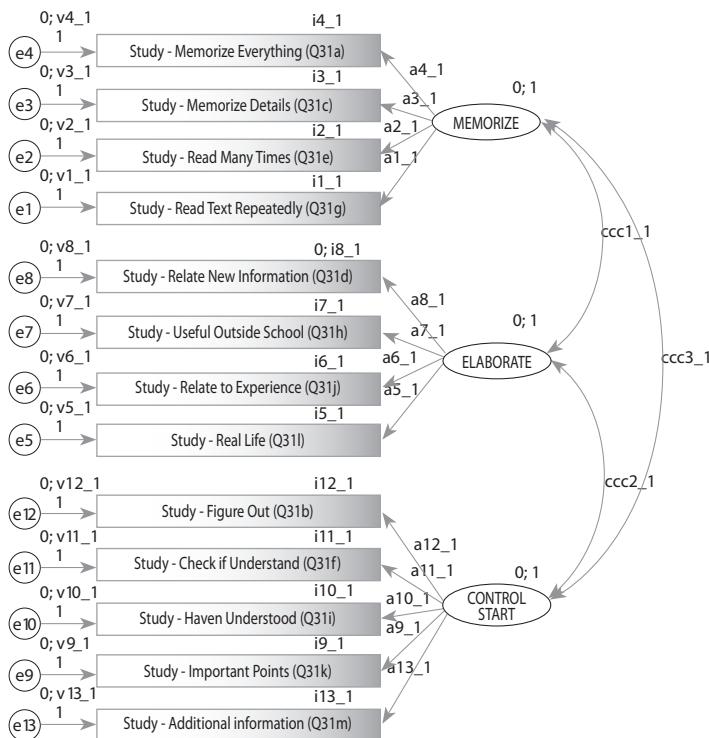 0; v4_1
i4_1
1
e4
Study - Memorize Everything (Q31a)
a4_1
0; v3_1
i3_1
1
e3
Study - Memorize Details (Q31c)
a3_1
0; 1
MEMORIZE
0; v2_1
i2_1
1
e2
Study - Read Many Times (Q31e)
a2_1
0; v1_1
i1_1
a1_1
1
e1
Study - Read Text Repeatedly (Q31g)
ccc1_1
0; v8_1
0; i8_1
1
e8
Study - Relate New Information (Q31d)
a8_1
0; v7_1
i7_1
1
e7
Study - Useful Outside School (Q31h)
a7_1
0; 1
ELABORATE
ccc3_1
0; v6_1
i6_1
a6_1
1
e6
Study - Relate to Experience (Q31j)
a5_1
0; v5_1
i5_1
1
e5
Study - Real Life (Q31l)
ccc2_1
0; v12_1
i12_1
1
e12
Study - Figure Out (Q31b)
a12_1
0; v11_1
i11_1
1
e11
Study - Check if Understand (Q31f)
a11_1
0; 1
CONTROL
START
0; v10_1
i10_1
a10_1
1
e10
Study - Haven Understood (Q31i)
a9_1
0; v9_1
i9_1
1
e9
Study - Important Points (Q31k)
a13_1
0; v13_1
i13_1
1
e13
Study - Additional information (Q31m)